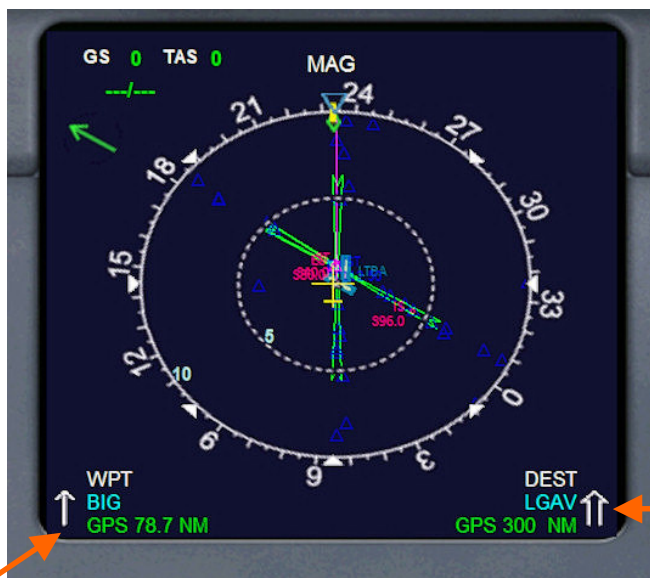 GS 0 TAS 0
---/---
MAG
24
27
30
33
0
3
6
9
12
15
18
21
5
10
LTBA
S96.0
WPT
BIG
GPS 78.7 NM
DEST
LGAV
GPS 300 NM